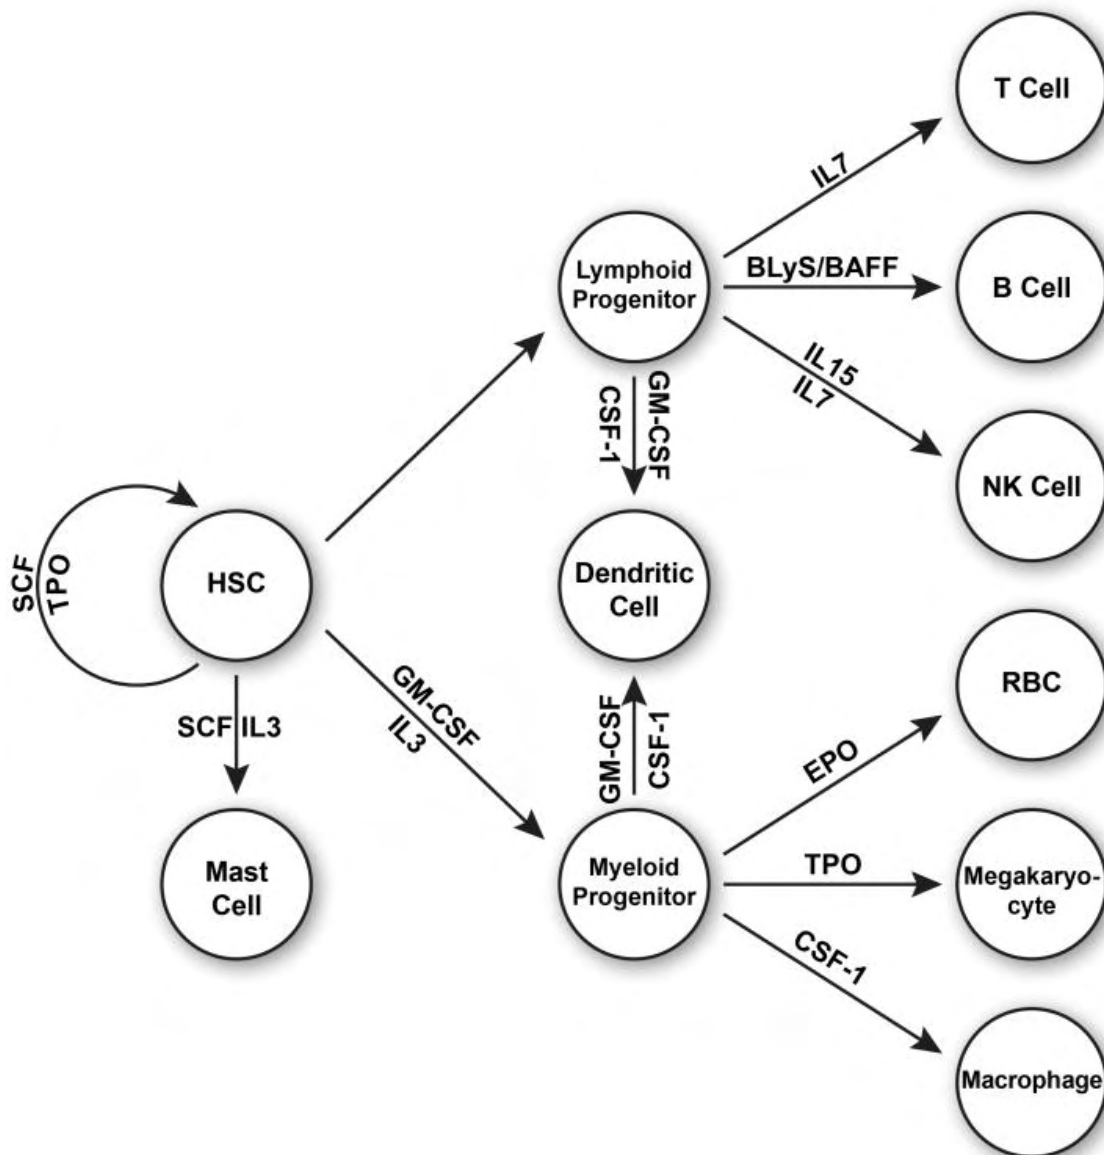 T Cell
IL7
Lymphoid
Progenitor
BLyS/BAFF
B Cell
IL15
IL7
CSF-1
GM-CSF
NK Cell
SCF
TPO
HSC
Dendritic
Cell
SCF
IL3
GM-CSF
IL3
GM-CSF
CSF-1
RBC
EPO
Mast
Cell
Myeloid
Progenitor
TPO
Megakaryo-
cyte
CSF-1
Macrophage